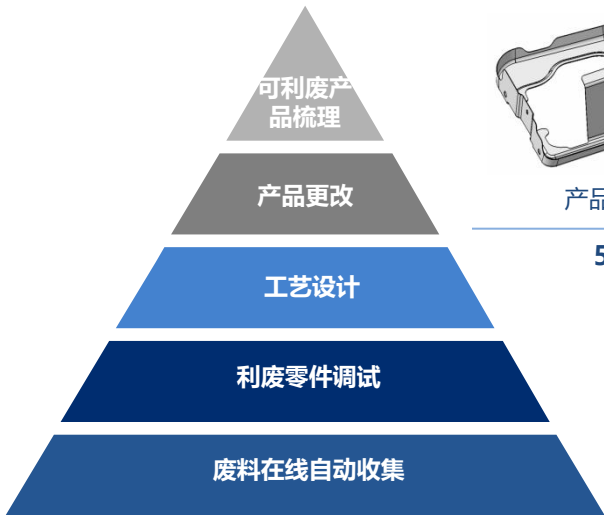 可利废产
品梳理
产品更改
工艺设计
利废零件调试
废料在线自动收集
产品
5